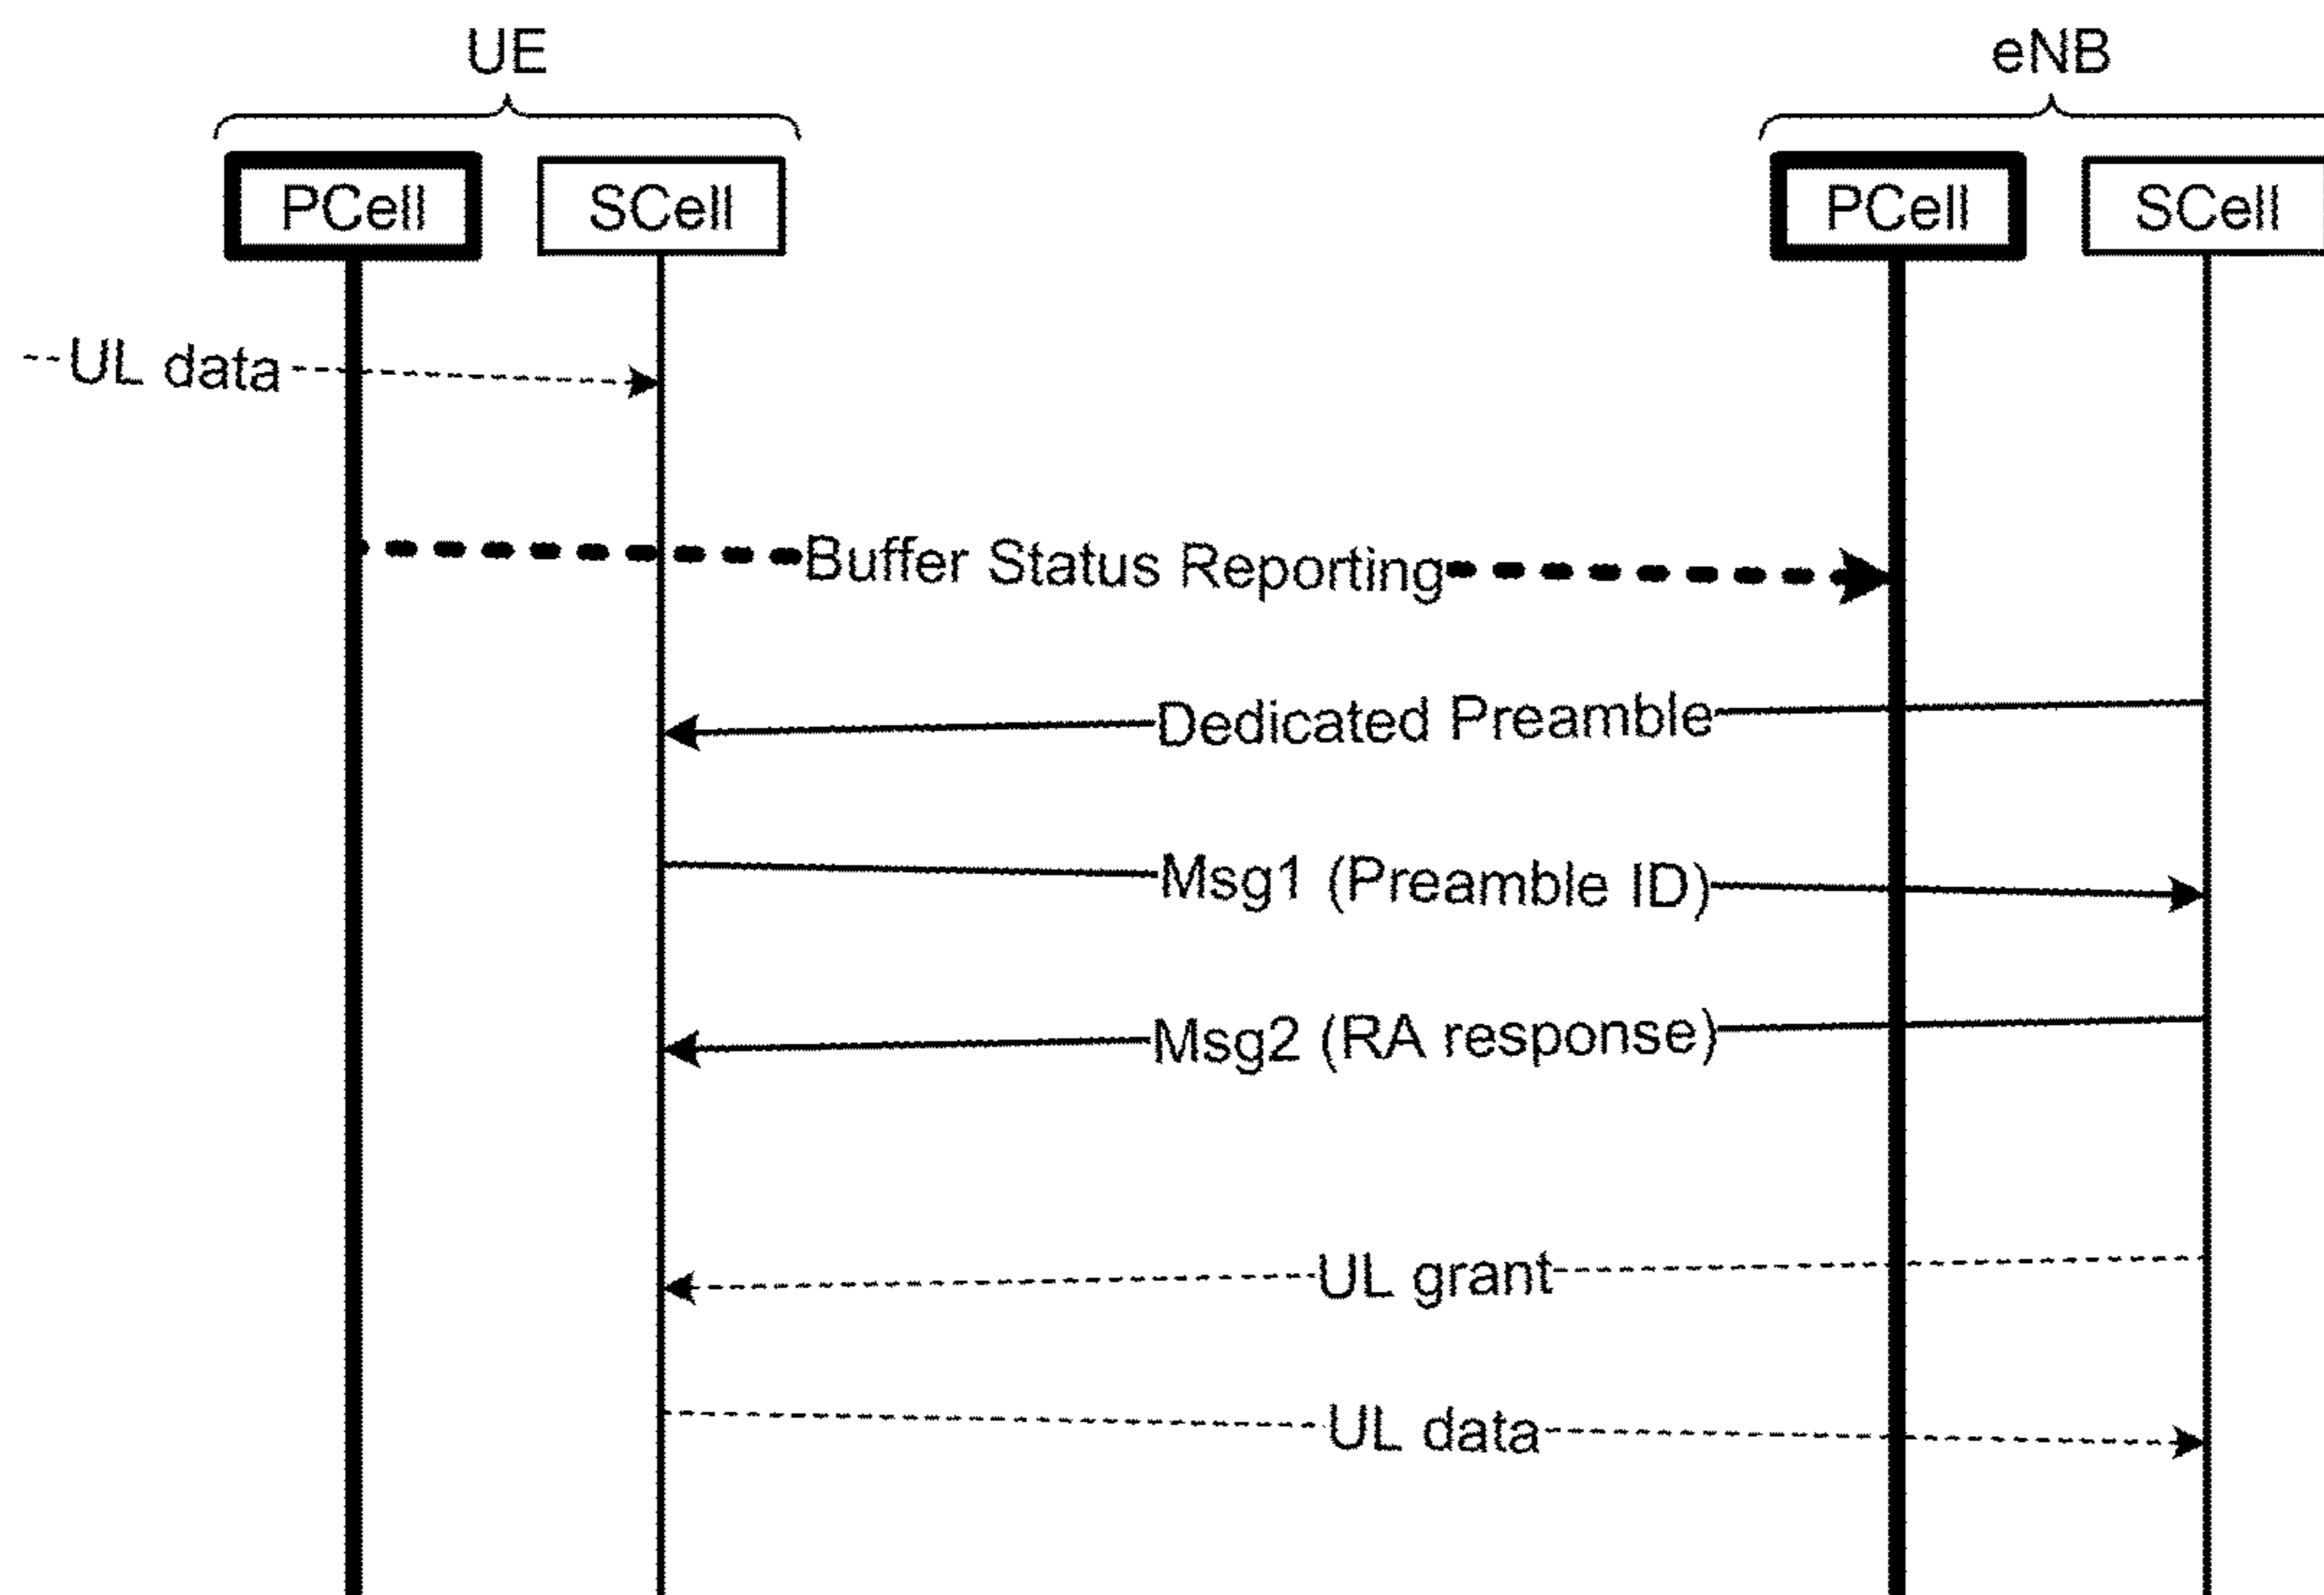 UE
eNB
PCell
SCell
PCell
SCell
UL data
Buffer Status Reporting
Dedicated Preamble
Msg1 (Preamble ID)
Msg2 (RA response)
UL grant
UL data